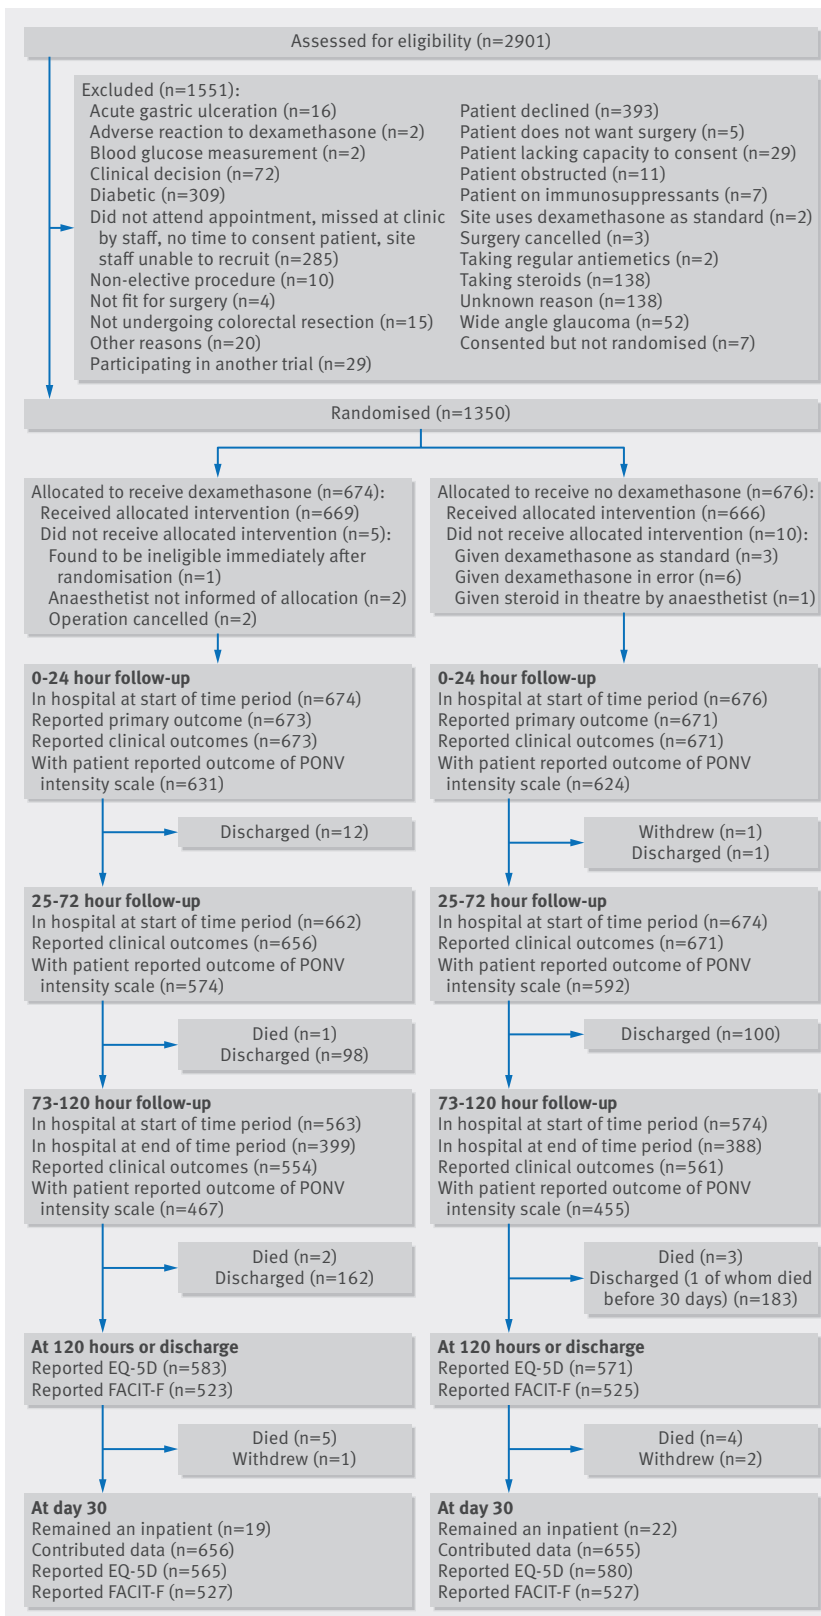 Assessed for eligibility (n=2901)
Excluded (n=1551):
Acute gastric ulceration (n=16)
Adverse reaction to dexamethasone (n=2)
Blood glucose measurement (n=2)
Clinical decision (n=72)
Diabetic (n=309)
Did not attend appointment, missed at clinic
by staff, no time to consent patient, site
staff unable to recruit (n=285)
Non-elective procedure (n=10)
Not fit for surgery (n=4)
Not undergoing colorectal resection (n=15)
Other reasons (n=20)
Participating in another trial (n=29)
Patient declined (n=393)
Patient does not want surgery (n=5)
Patient lacking capacity to consent (n=29)
Patient obstructed (n=11)
Patient on immunosuppressants (n=7)
Site uses dexamethasone as standard (n=2)
Surgery cancelled (n=3)
Taking regular antiemetics (n=2)
Taking steroids (n=138)
Unknown reason (n=138)
Wide angle glaucoma (n=52)
Consented but not randomised (n=7)
Randomised (n=1350)
Allocated to receive dexamethasone (n=674):
Received allocated intervention (n=669)
Did not receive allocated intervention (n=5):
Found to be ineligible immediately after
randomisation (n=1)
Anaesthetist not informed of allocation (n=2)
Operation cancelled (n=2)
Allocated to receive no dexamethasone (n=676):
Received allocated intervention (n=666)
Did not receive allocated intervention (n=10):
Given dexamethasone as standard (n=3)
Given dexamethasone in error (n=6)
Given steroid in theatre by anaesthetist (n=1)
0-24 hour follow-up
In hospital at start of time period (n=674)
Reported primary outcome (n=673)
Reported clinical outcomes (n=673)
With patient reported outcome of PONV
intensity scale (n=631)
0-24 hour follow-up
In hospital at start of time period (n=676)
Reported primary outcome (n=671)
Reported clinical outcomes (n=671)
With patient reported outcome of PONV
intensity scale (n=624)
Discharged (n=12)
Withdrew (n=1)
Discharged (n=1)
25-72 hour follow-up
In hospital at start of time period (n=662)
Reported clinical outcomes (n=656)
With patient reported outcome of PONV
intensity scale (n=574)
25-72 hour follow-up
In hospital at start of time period (n=674)
Reported clinical outcomes (n=671)
With patient reported outcome of PONV
intensity scale (n=592)
Died (n=1)
Discharged (n=98)
Discharged (n=100)
73-120 hour follow-up
In hospital at start of time period (n=563)
In hospital at end of time period (n=399)
Reported clinical outcomes (n=554)
With patient reported outcome of PONV
intensity scale (n=467)
73-120 hour follow-up
In hospital at start of time period (n=574)
In hospital at end of time period (n=388)
Reported clinical outcomes (n=561)
With patient reported outcome of PONV
intensity scale (n=455)
Died (n=2)
Discharged (n=162)
Died (n=3)
Discharged (1 of whom died
before 30 days) (n=183)
At 120 hours or discharge
Reported EQ-5D (n=583)
Reported FACIT-F (n=523)
At 120 hours or discharge
Reported EQ-5D (n=571)
Reported FACIT-F (n=525)
Died (n=5)
Withdrew (n=1)
Died (n=4)
Withdrew (n=2)
At day 30
Remained an inpatient (n=19)
Contributed data (n=656)
Reported EQ-5D (n=565)
Reported FACIT-F (n=527)
At day 30
Remained an inpatient (n=22)
Contributed data (n=655)
Reported EQ-5D (n=580)
Reported FACIT-F (n=527)